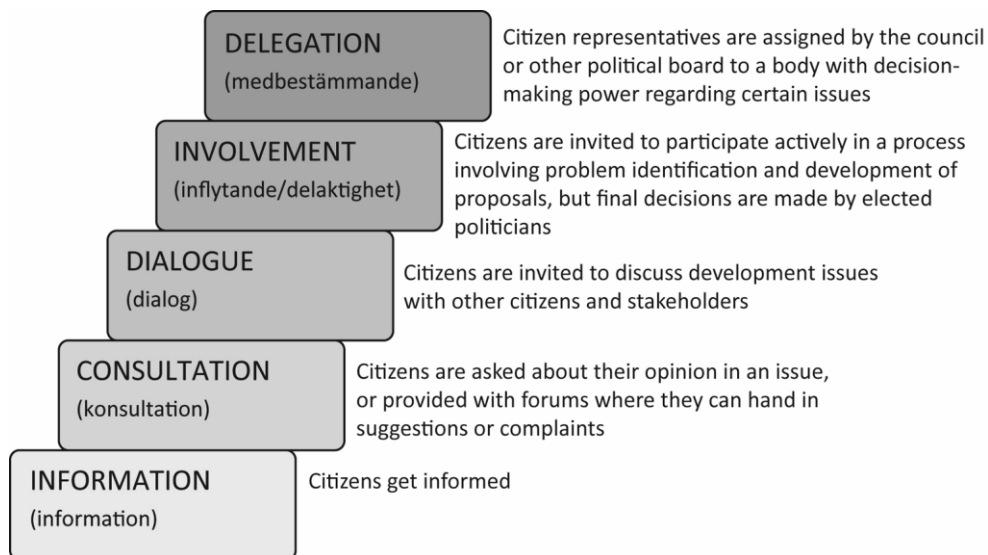 DELEGATION
(medbestämmande)
Citizen representatives are assigned by the council
or other political board to a body with decision-
making power regarding certain issues
INVOLVEMENT
(inflytande/delaktighet)
Citizens are invited to participate actively in a process
involving problem identification and development of
proposals, but final decisions are made by elected
politicians
DIALOGUE
(dialog)
Citizens are invited to discuss development issues
with other citizens and stakeholders
CONSULTATION
(konsultation)
Citizens are asked about their opinion in an issue,
or provided with forums where they can hand in
suggestions or complaints
INFORMATION
(information)
Citizens get informed